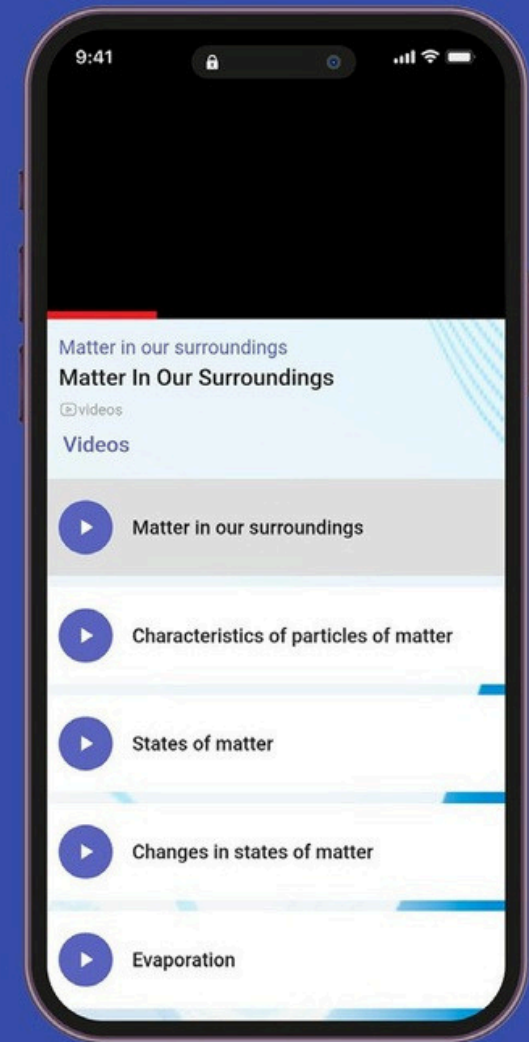 9:41
Matter in our surroundings
Matter In Our Surroundings
videos
Videos
Matter in our surroundings
Characteristics of particles of matter
States of matter
Changes in states of matter
Evaporation